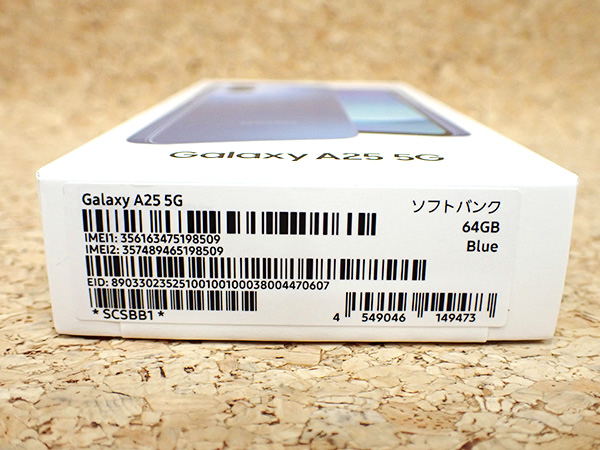 Galaxy A25 5G
Galaxy A25 5G
ソフトバンク
64GB
Blue
IMEI1: 356163475198509
IMEI2: 357489465198509
EID: 89033023525100100100038004470607
* SCSBB1 *
4 549046 149473